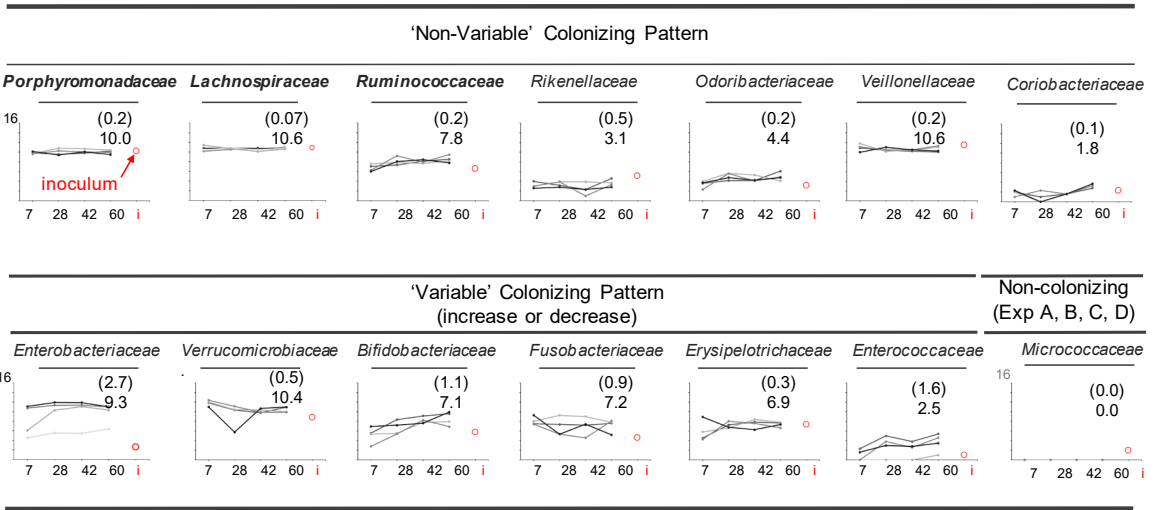 ‘Non-Variable’ Colonizing Pattern
Porphyromonadaceae Lachnospiraceae Ruminococcaceae Rikenellaceae Odoribacteriaceae Veillonellaceae Coriobacteriaceae
16 (0.2) (0.07) (0.2) (0.5) (0.2) (0.2) (0.1)
10.0 10.6 7.8 3.1 4.4 10.6 1.8
inoculum
7 28 42 60 i 7 28 42 60 i 7 28 42 60 i 7 28 42 60 i 7 28 42 60 i 7 28 42 60 i 7 28 42 60 i
‘Variable’ Colonizing Pattern
(increase or decrease)
Non-colonizing
(Exp A, B, C, D)
Enterobacteriaceae Verrucomicrobiaceae Bifidobacteriaceae Fusobacteriaceae Erysipelotrichaceae Enterococcaceae Micrococcaceae
16 (2.7) (0.5) (1.1) (0.9) (0.3) (1.6) 16 (0.0)
9.3 10.4 7.1 7.2 6.9 2.5 0.0
7 28 42 60 i 7 28 42 60 i 7 28 42 60 i 7 28 42 60 i 7 28 42 60 i 7 28 42 60 i 7 28 42 60 i